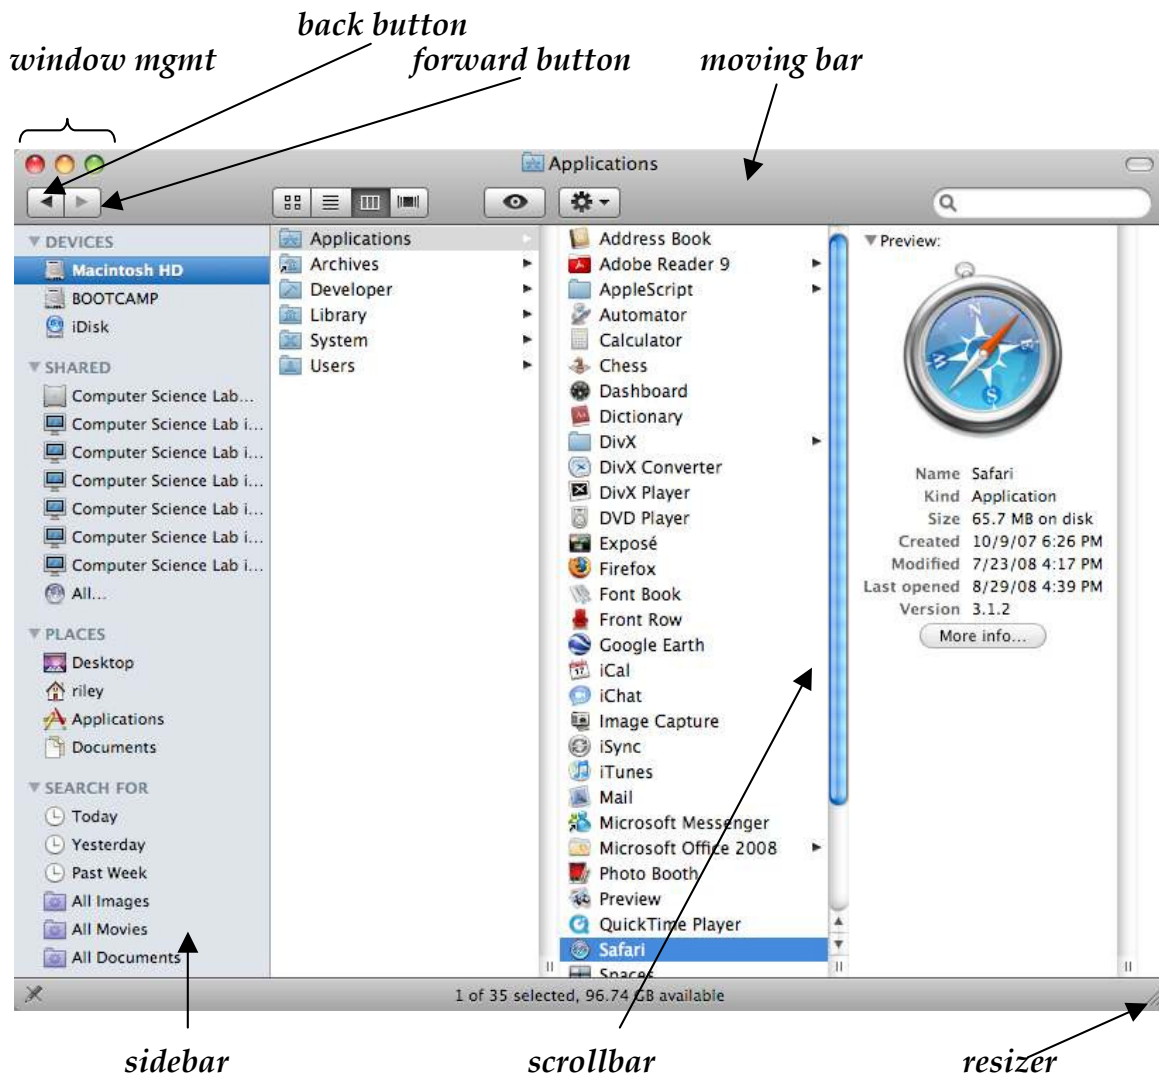 back button
window mgmt
forward button
moving bar
Applications
DEVICES
Macintosh HD
BOOTCAMP
iDisk
SHARED
Computer Science Lab...
Computer Science Lab i...
Computer Science Lab i...
Computer Science Lab i...
Computer Science Lab i...
Computer Science Lab i...
Computer Science Lab i...
All...
PLACES
Desktop
riley
Applications
Documents
SEARCH FOR
Today
Yesterday
Past Week
All Images
All Movies
All Documents
Applications
Archives
Developer
Library
System
Users
Address Book
Adobe Reader 9
AppleScript
Automator
Calculator
Chess
Dashboard
Dictionary
DivX
DivX Converter
DivX Player
DVD Player
Exposé
Firefox
Font Book
Front Row
Google Earth
iCal
iChat
Image Capture
iSync
iTunes
Mail
Microsoft Messenger
Microsoft Office 2008
Photo Booth
Preview
QuickTime Player
Safari
Spaces
Preview:
Name Safari
Kind Application
Size 65.7 MB on disk
Created 10/9/07 6:26 PM
Modified 7/23/08 4:17 PM
Last opened 8/29/08 4:39 PM
Version 3.1.2
More info...
1 of 35 selected, 96.74 GB available
sidebar
scrollbar
resizer